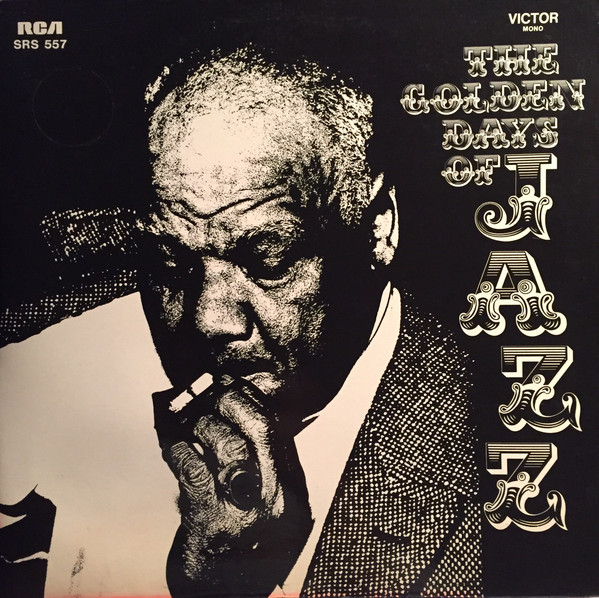 RCA
SRS 557
VICTOR
MONO
THE
GOLDEN
DAYS
OF
JAZZ